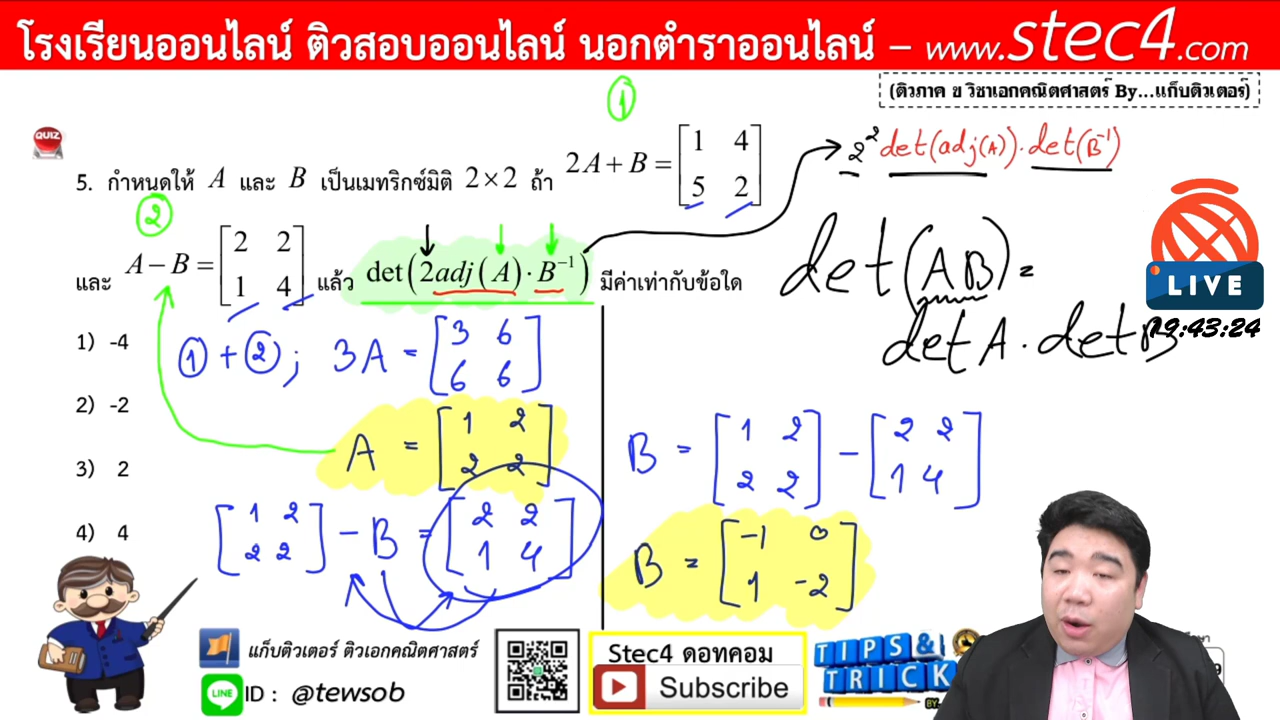 โรงเรียนออนไลน์ ติวสอบออนไลน์ นอกตำราออนไลน์ – www.stec4.com
(ติวภาค ข วิชาเอกคณิตศาสตร์ By...แก๊บติวเตอร์)
QUIZ
①
5. กำหนดให้ A และ B เป็นเมทริกซ์มิติ 2×2 ถ้า 2A + B = [1 4; 5 2]
2² det(adj(A))·det(B⁻¹)
②
และ A − B = [2 2; 1 4] แล้ว det(2adj(A)·B⁻¹) มีค่าเท่ากับข้อใด
det(AB) =
det A . det B
LIVE
19:43:24
1) -4
2) -2
3) 2
4) 4
① + ② ; 3A = [3 6; 6 6]
A = [1 2; 2 2]
[1 2; 2 2] − B = [2 2; 1 4]
B = [1 2; 2 2] − [2 2; 1 4]
B = [-1 0; 1 -2]
แก๊บติวเตอร์ ติวเอกคณิตศาสตร์
LINE ID : @tewsob
Stec4 ดอทคอม
Subscribe
TIPS &
TRICK
BY